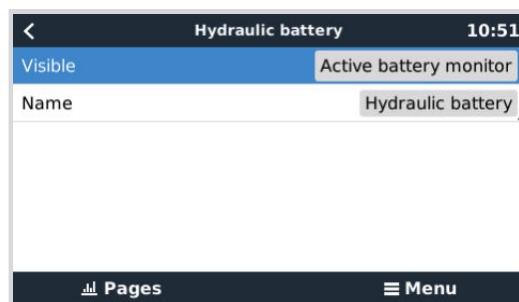 Hydraulic battery 10:51
Visible Active battery monitor
Name Hydraulic battery
Pages Menu